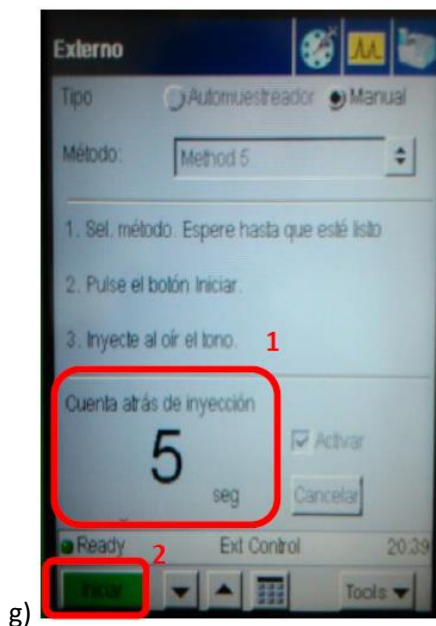 Externo
Tipo Automuestreador Manual
Método: Method 5
1. Sel. método. Espere hasta que esté listo
2. Pulse el botón Iniciar.
3. Inyecte al oír el tono. 1
Cuenta atrás de inyección
5
seg
Activar
Cancelar
Ready Ext Control 20:39
2
Iniciar Tools
g)